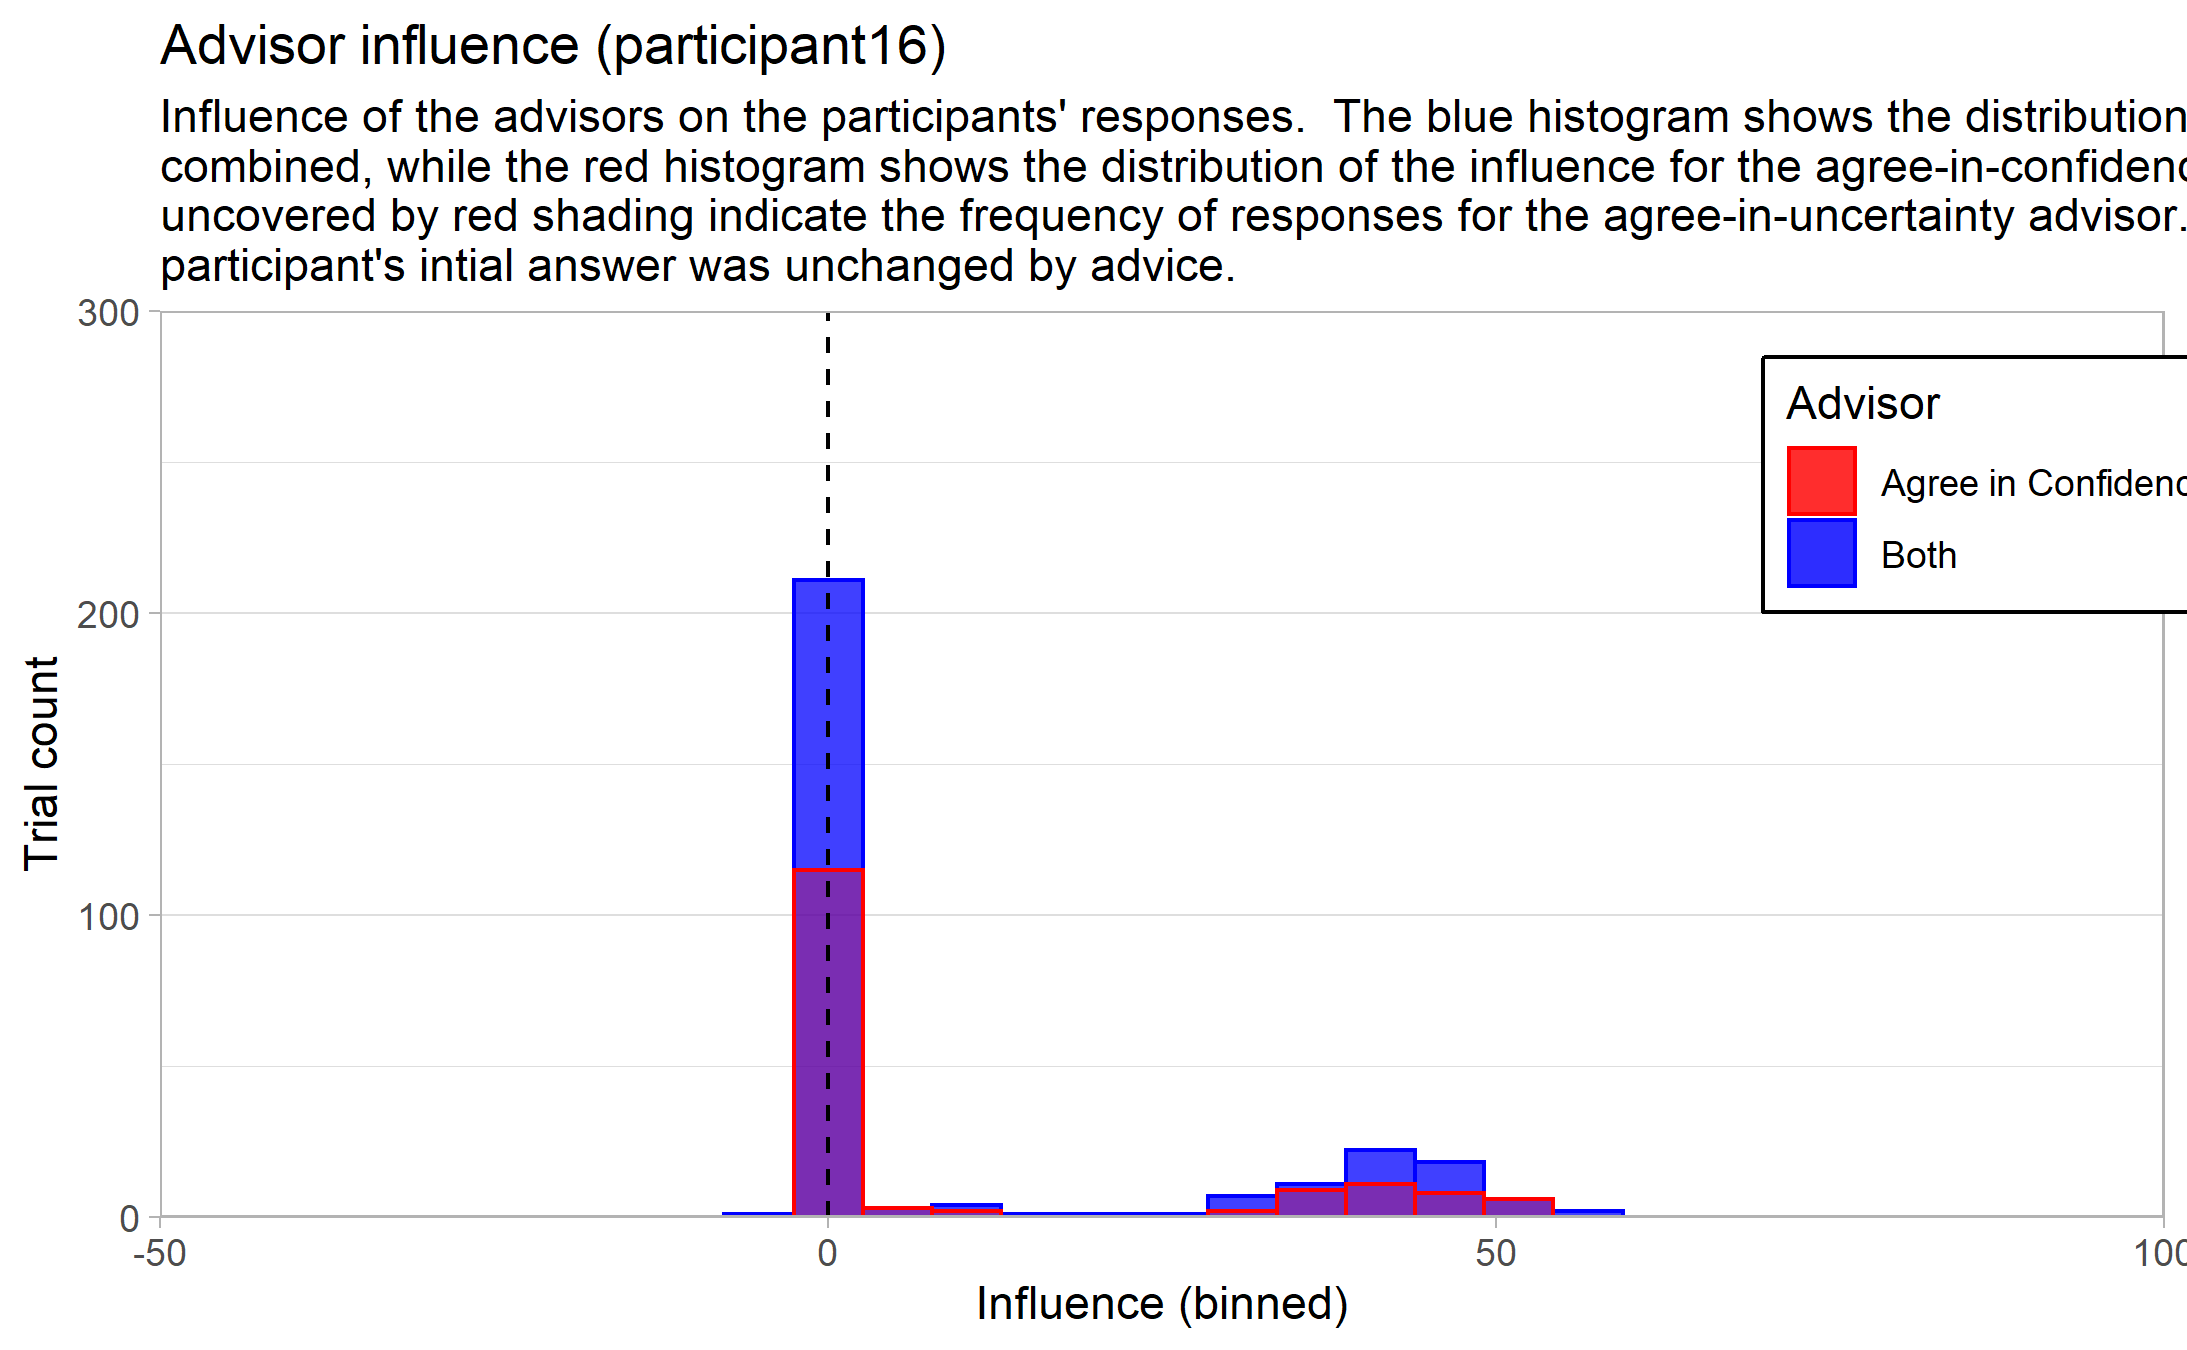 Advisor influence (participant16)
Influence of the advisors on the participants' responses.  The blue histogram shows the distribution
combined, while the red histogram shows the distribution of the influence for the agree-in-confidenc
uncovered by red shading indicate the frequency of responses for the agree-in-uncertainty advisor.
participant's intial answer was unchanged by advice.
300
200
100
0
Trial count
Advisor
Agree in Confidenc
Both
-50
0
50
100
Influence (binned)